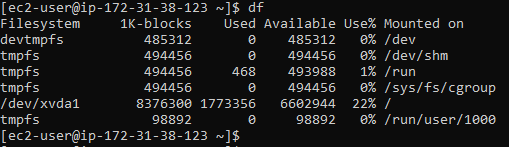 [ec2-user@ip-172-31-38-123 ~]$ df
Filesystem     1K-blocks    Used Available Use% Mounted on
devtmpfs          485312       0    485312   0% /dev
tmpfs             494456       0    494456   0% /dev/shm
tmpfs             494456     468    493988   1% /run
tmpfs             494456       0    494456   0% /sys/fs/cgroup
/dev/xvda1       8376300 1773356   6602944  22% /
tmpfs              98892       0     98892   0% /run/user/1000
[ec2-user@ip-172-31-38-123 ~]$